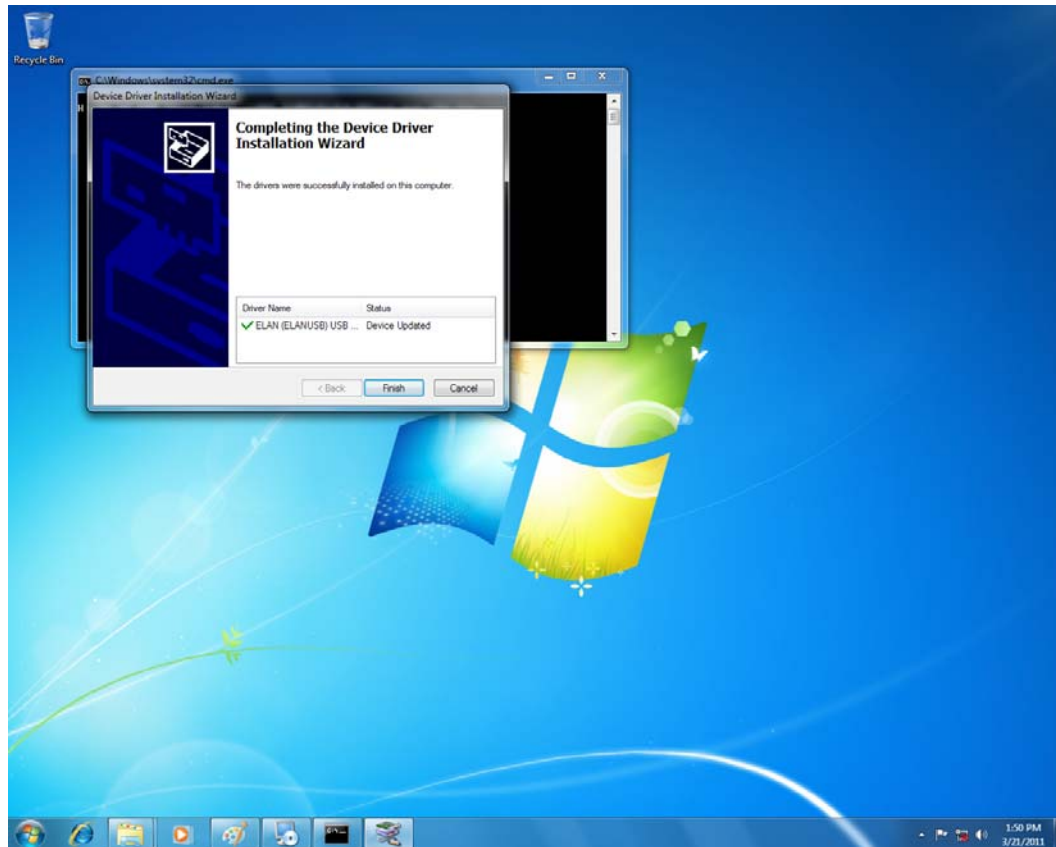 Recycle Bin
C:\Windows\system32\cmd.exe
Device Driver Installation Wizard
H
Completing the Device Driver
Installation Wizard
The drivers were successfully installed on this computer.
Driver Name Status
ELAN (ELANUSB) USB ... Device Updated
< Back Finish Cancel
1:50 PM
3/21/2011